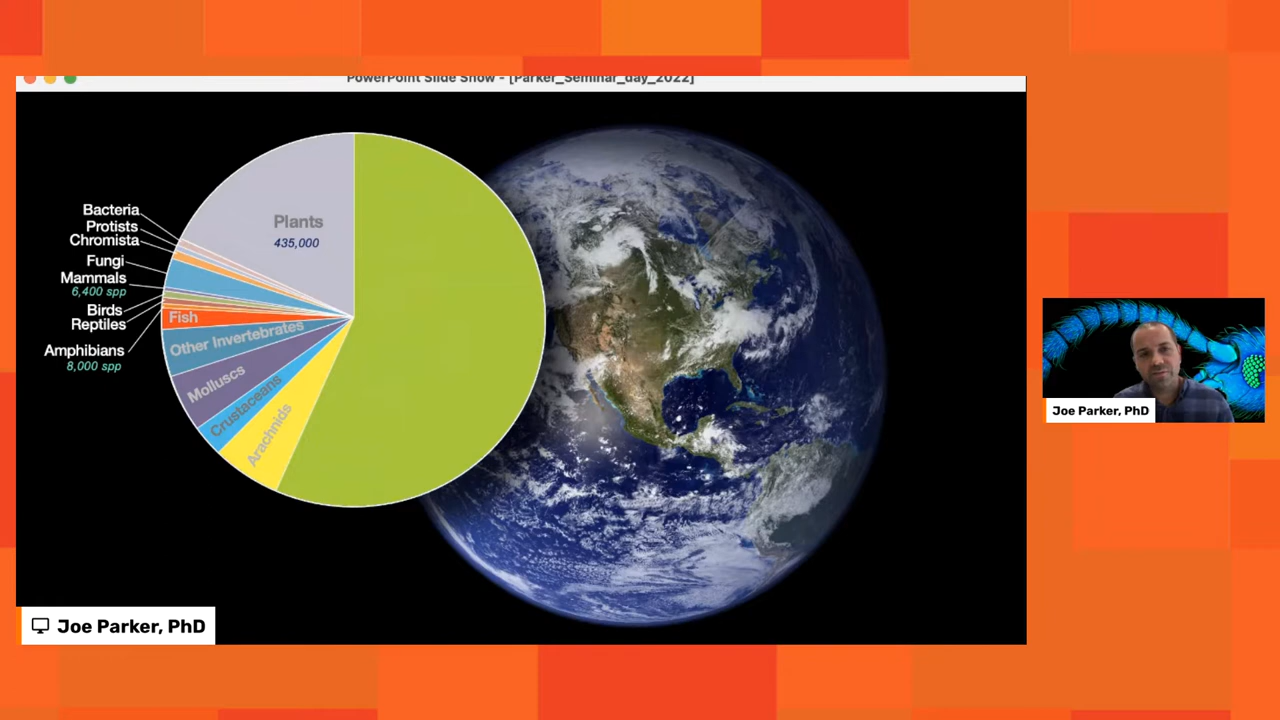 PowerPoint Slide Show - [Parker_Seminar_day_2022]
Bacteria
Protists
Chromista
Fungi
Mammals
6,400 spp
Birds
Reptiles
Amphibians
8,000 spp
Plants
435,000
Fish
Other Invertebrates
Molluscs
Crustaceans
Arachnids
Joe Parker, PhD
Joe Parker, PhD